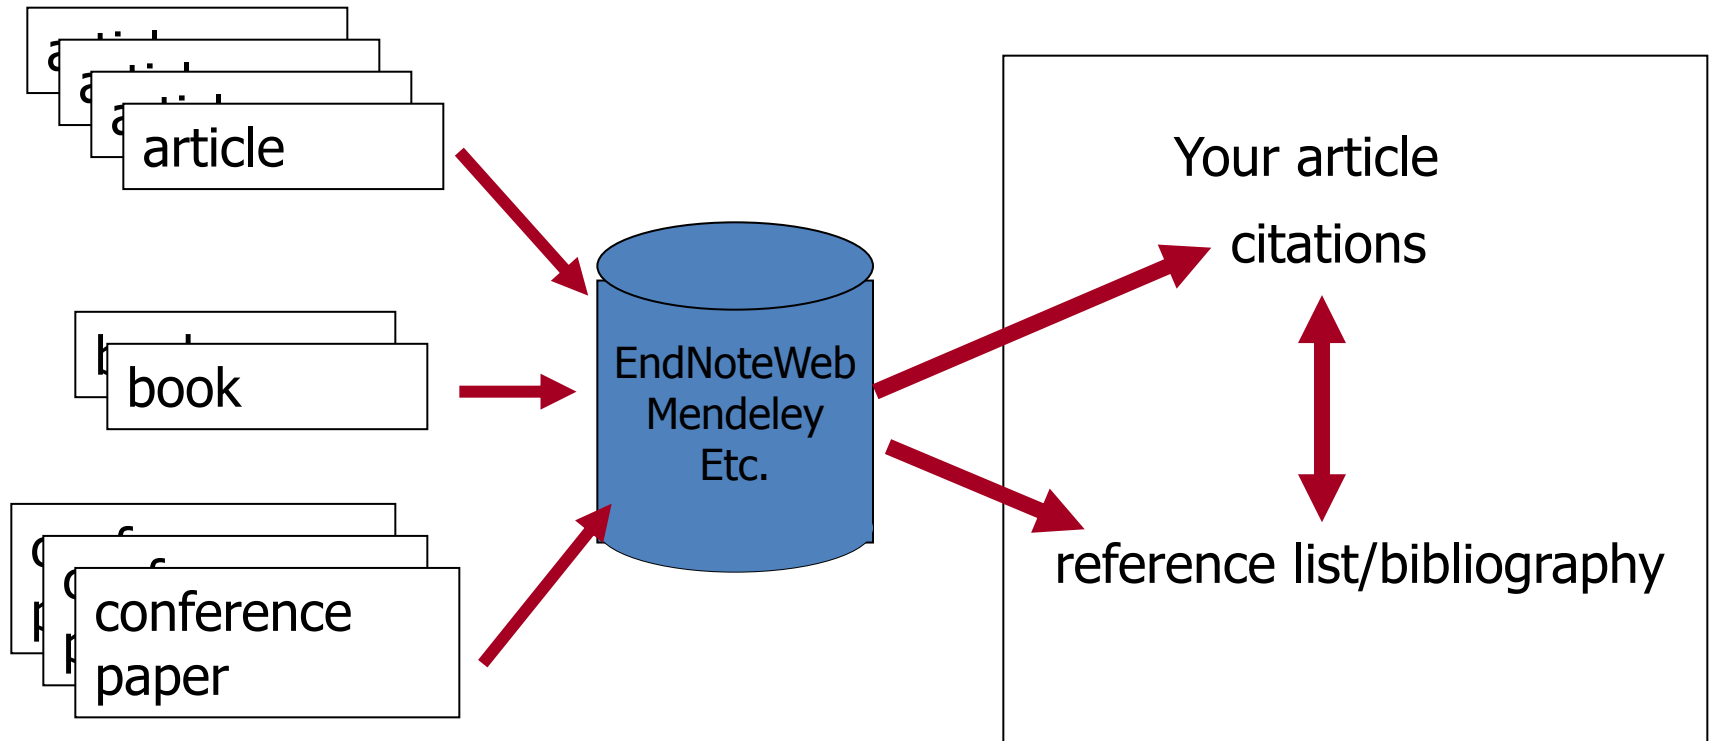 article
book
conference
paper
EndNoteWeb
Mendeley
Etc.
Your article
citations
reference list/bibliography